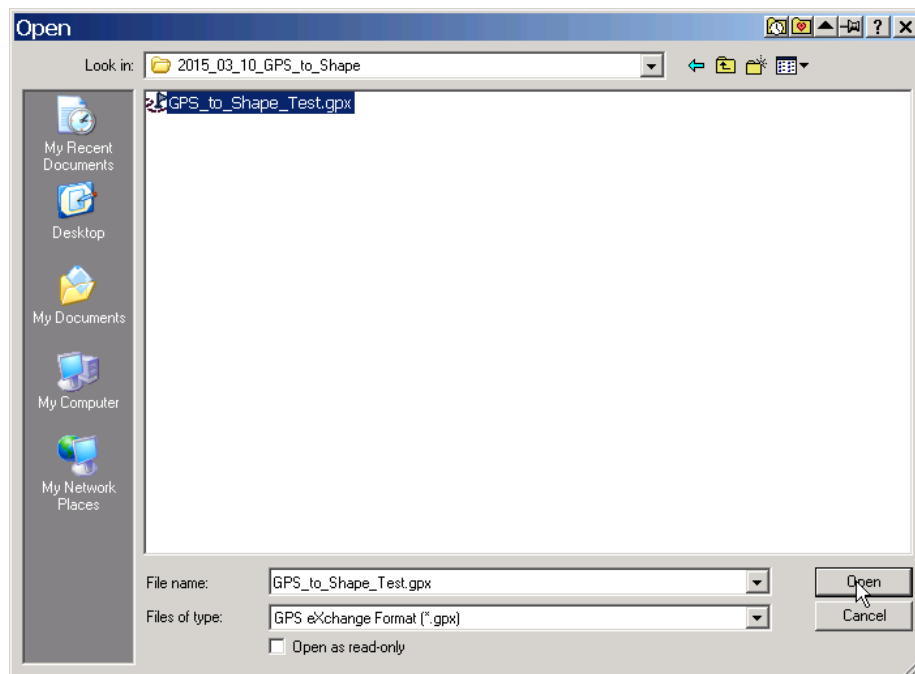 Open
Look in: 2015_03_10_GPS_to_Shape
GPS_to_Shape_Test.gpx
My Recent
Documents
Desktop
My Documents
My Computer
My Network
Places
File name: GPS_to_Shape_Test.gpx Open
Files of type: GPS eXchange Format (*.gpx) Cancel
Open as read-only